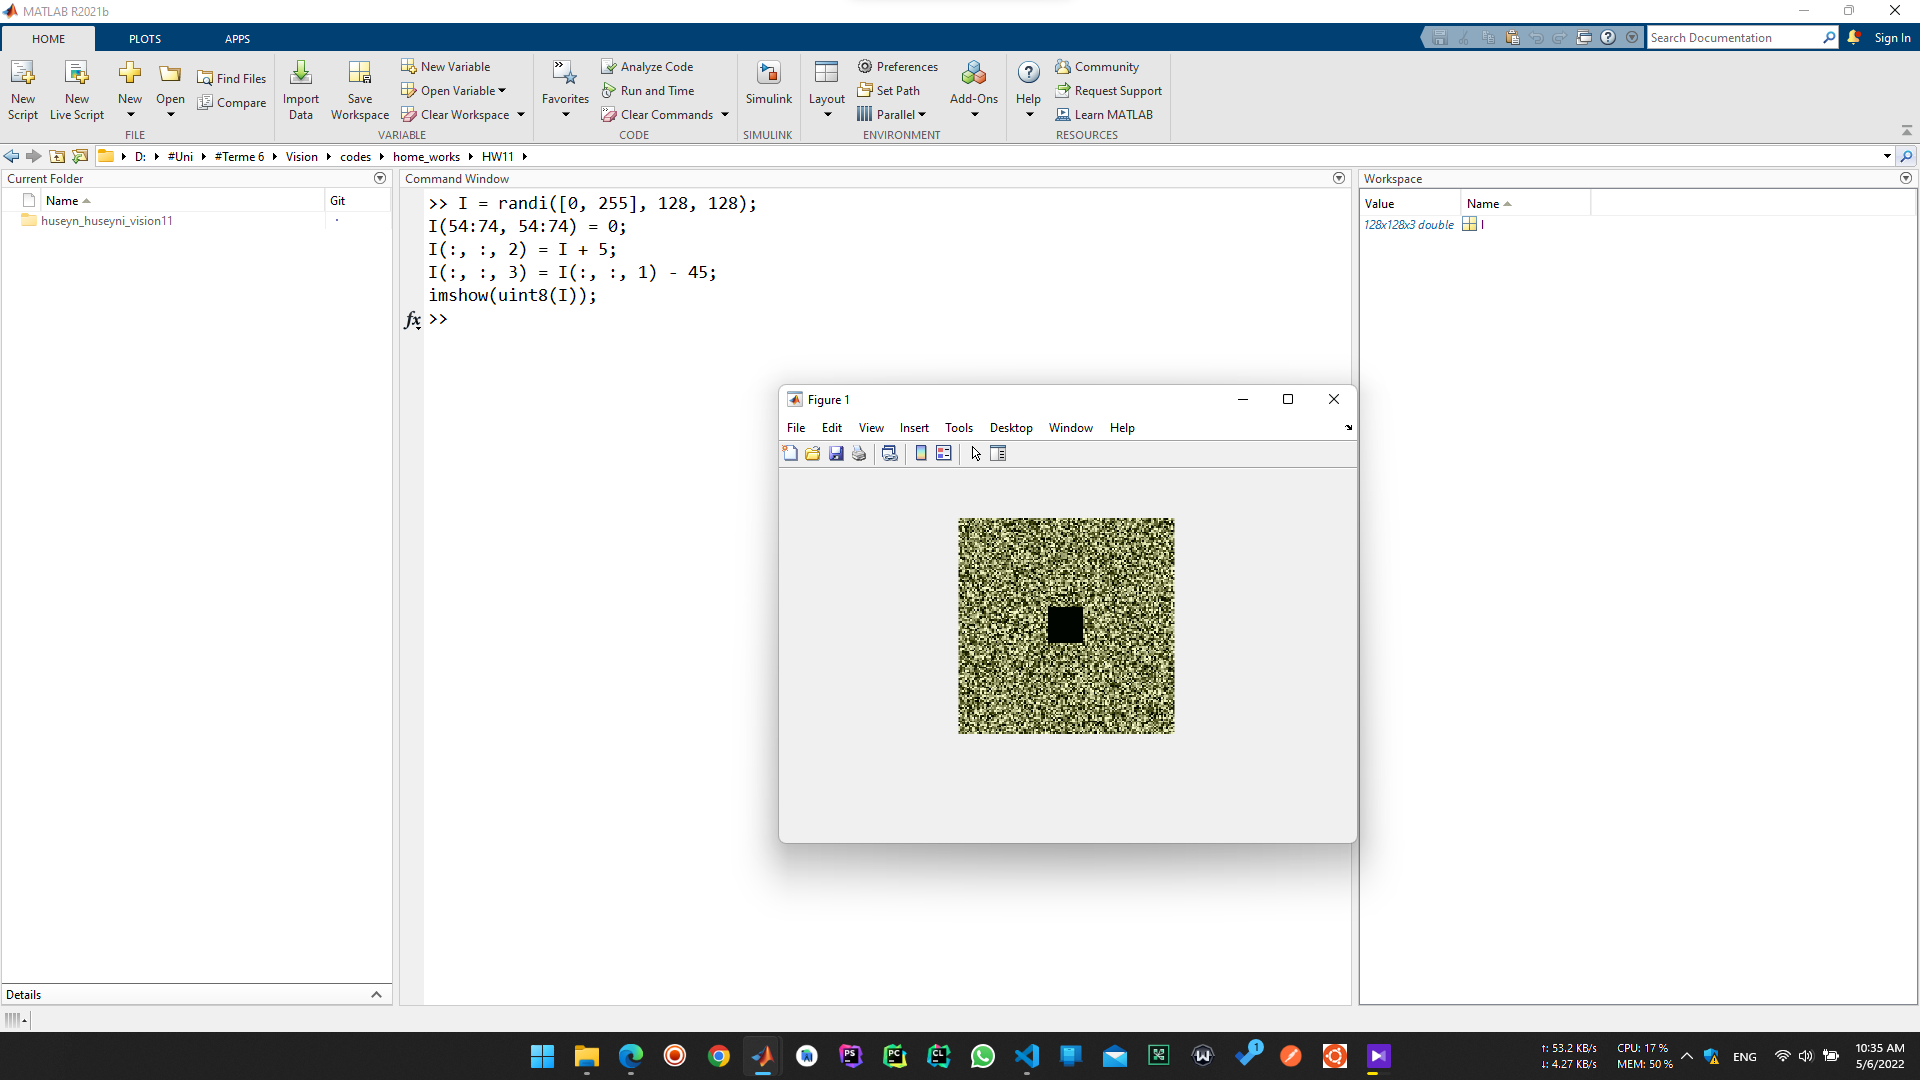 MATLAB R2021b
HOME PLOTS APPS
Search Documentation
Sign In
New Script
New Live Script
New
Open
Find Files
Compare
FILE
Import Data
Save Workspace
New Variable
Open Variable
Clear Workspace
VARIABLE
Favorites
Analyze Code
Run and Time
Clear Commands
CODE
Simulink
SIMULINK
Layout
Preferences
Set Path
Parallel
Add-Ons
ENVIRONMENT
Help
Community
Request Support
Learn MATLAB
RESOURCES
D: #Uni #Terme 6 Vision codes home_works HW11
Current Folder
Name Git
huseyn_huseyni_vision11
Details
Command Window
>> I = randi([0, 255], 128, 128);
I(54:74, 54:74) = 0;
I(:, :, 2) = I + 5;
I(:, :, 3) = I(:, :, 1) - 45;
imshow(uint8(I));
fx >>
Figure 1
File Edit View Insert Tools Desktop Window Help
Workspace
Value Name
128x128x3 double I
PS
PC
CL
1
↑: 53.2 KB/s
↓: 4.27 KB/s
CPU: 17 %
MEM: 50 %
ENG
10:35 AM
5/6/2022